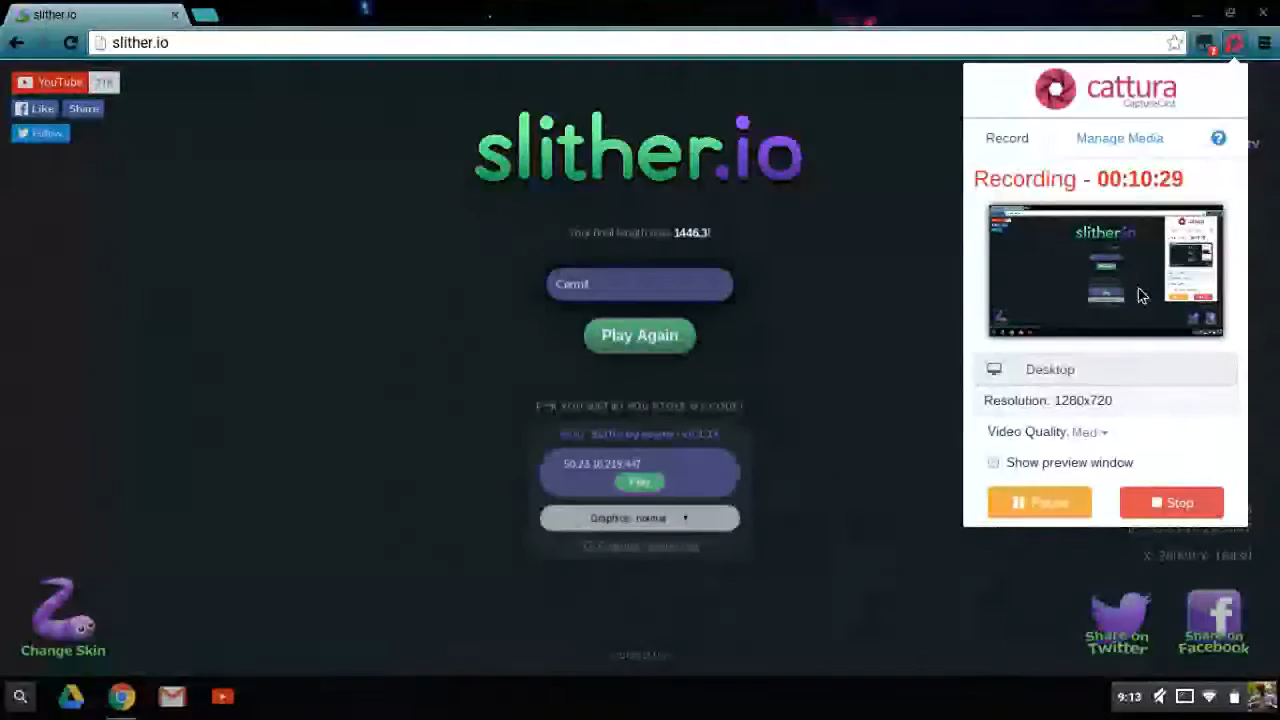 slither.io
slither.io
YouTube
Like Share
Follow
slither.io
Your final length was 1446.3!
Play Again
Play
Graphics: normal
Change Skin
cattura
CaptureCast
Record Manage Media
Recording - 00:10:29
slither.io
Desktop
Resolution: 1280x720
Video Quality. Med
Show preview window
Pause Stop
Share on
Twitter
Share on
Facebook
9:13